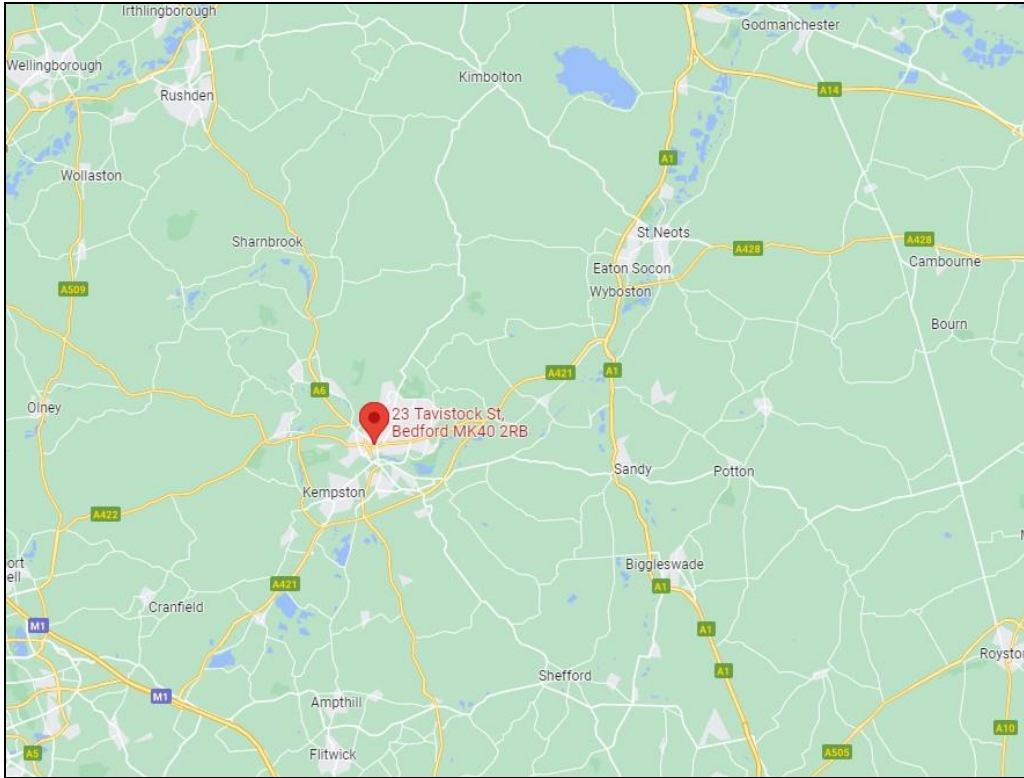 Irthlingborough
Godmanchester
Wellingborough
Kimbolton
Rushden
A14
A1
Wollaston
St Neots
Sharnbrook
A428
A428
Cambourne
Eaton Socon
A509
Wyboston
Bourn
A421
A1
A6
Olney
23 Tavistock St,
Bedford MK40 2RB
Sandy
Potton
Kempston
A422
ort
ell
Biggleswade
A421
A1
Cranfield
M1
A1
Royston
A1
Shefford
M1
Ampthill
A10
A5
Flitwick
A505